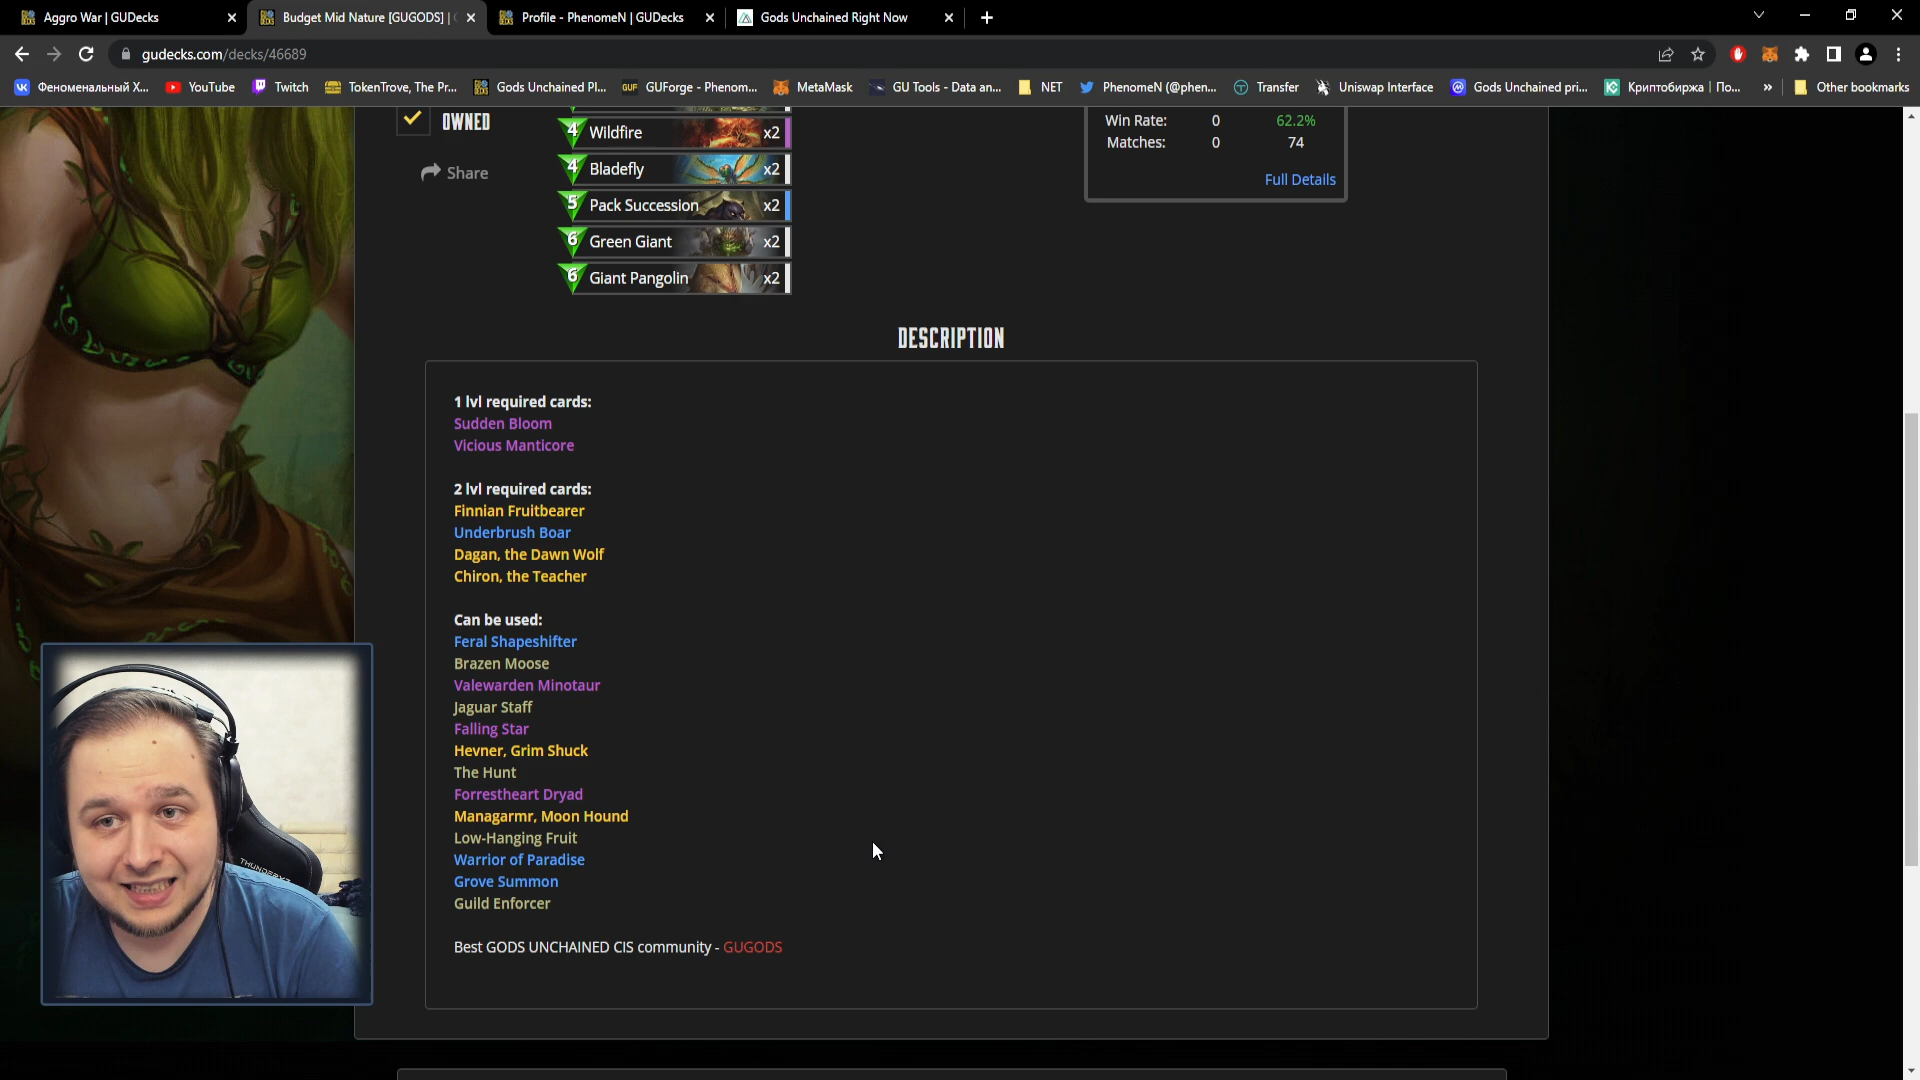 Aggro War | GUDecks
Budget Mid Nature [GUGODS] |
Profile - PhenomeN | GUDecks
Gods Unchained Right Now
gudecks.com/decks/46689
Феноменальный Х...
YouTube
Twitch
TokenTrove, The Pr...
Gods Unchained Pl...
GUF
GUForge - Phenom...
MetaMask
GU Tools - Data an...
NET
PhenomeN (@phen...
Transfer
Uniswap Interface
Gods Unchained pri...
Криптобиржа | По...
»
Other bookmarks
OWNED
Share
4 Wildfire x2
4 Bladefly x2
5 Pack Succession x2
6 Green Giant x2
6 Giant Pangolin x2
Win Rate: 0 62.2%
Matches: 0 74
Full Details
DESCRIPTION
1 lvl required cards:
Sudden Bloom
Vicious Manticore
2 lvl required cards:
Finnian Fruitbearer
Underbrush Boar
Dagan, the Dawn Wolf
Chiron, the Teacher
Can be used:
Feral Shapeshifter
Brazen Moose
Valewarden Minotaur
Jaguar Staff
Falling Star
Hevner, Grim Shuck
The Hunt
Forrestheart Dryad
Managarmr, Moon Hound
Low-Hanging Fruit
Warrior of Paradise
Grove Summon
Guild Enforcer
Best GODS UNCHAINED CIS community - GUGODS
THUNDERX3